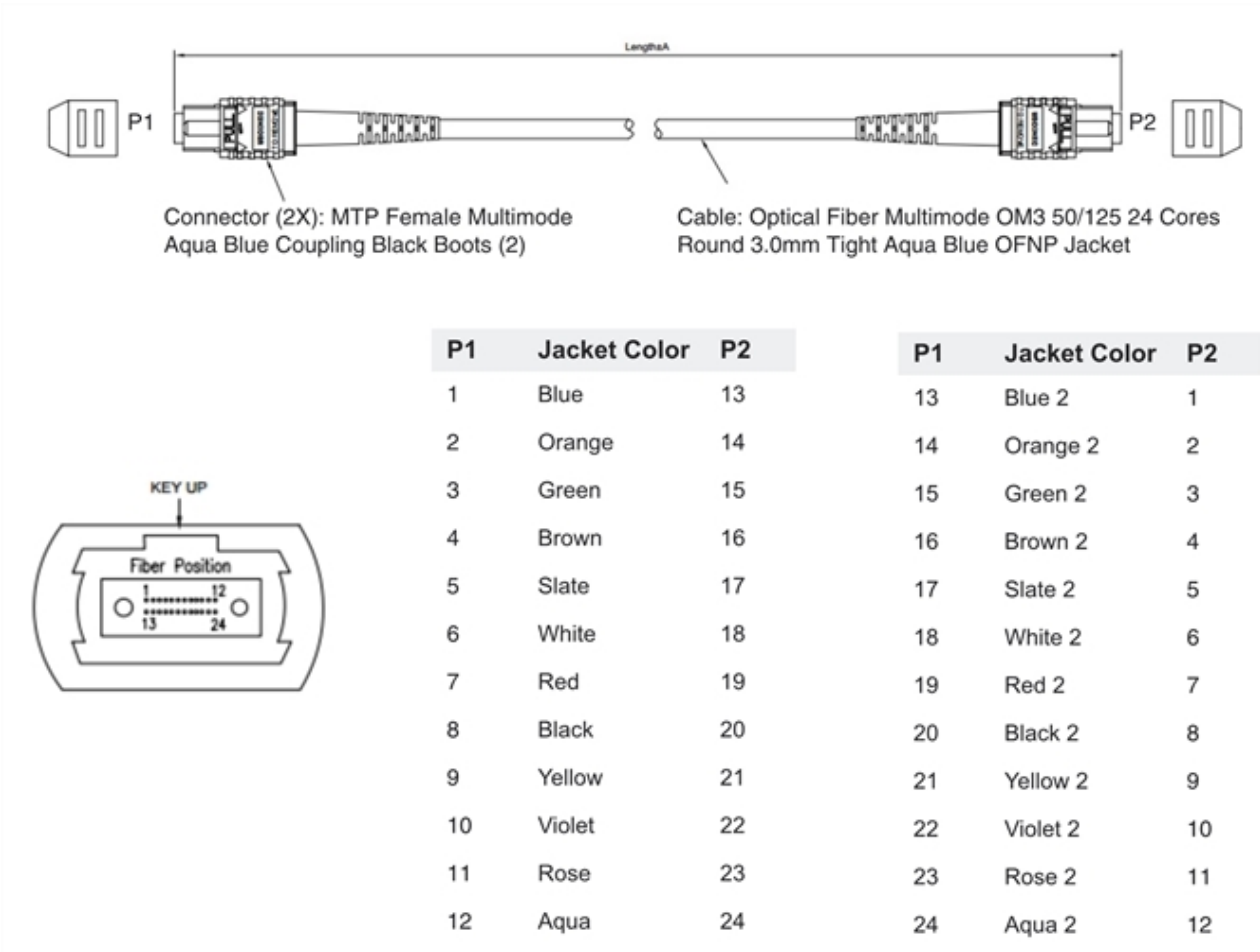 Length±A
P1
PULL
PULL
P2
Connector (2X): MTP Female Multimode
Aqua Blue Coupling Black Boots (2)
Cable: Optical Fiber Multimode OM3 50/125 24 Cores
Round 3.0mm Tight Aqua Blue OFNP Jacket
KEY UP
Fiber Position
1 12
13 24
P1 Jacket Color P2
1 Blue 13
2 Orange 14
3 Green 15
4 Brown 16
5 Slate 17
6 White 18
7 Red 19
8 Black 20
9 Yellow 21
10 Violet 22
11 Rose 23
12 Aqua 24
P1 Jacket Color P2
13 Blue 2 1
14 Orange 2 2
15 Green 2 3
16 Brown 2 4
17 Slate 2 5
18 White 2 6
19 Red 2 7
20 Black 2 8
21 Yellow 2 9
22 Violet 2 10
23 Rose 2 11
24 Aqua 2 12